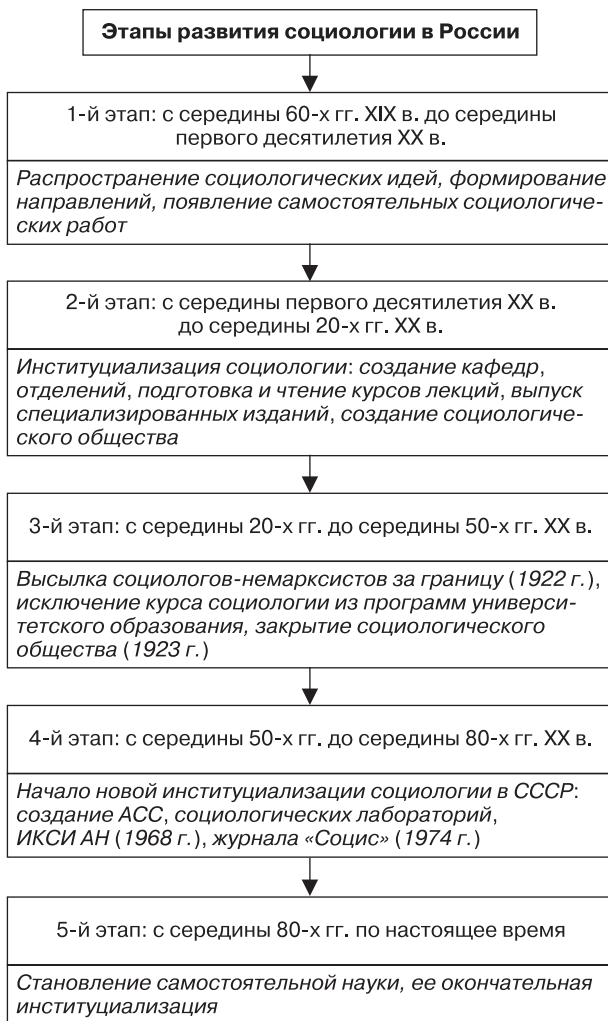 Этапы развития социологии в России
1-й этап: с середины 60-х гг. XIX в. до середины
первого десятилетия XX в.
Распространение социологических идей, формирование
направлений, появление самостоятельных социологиче-
ских работ
2-й этап: с середины первого десятилетия XX в.
до середины 20-х гг. XX в.
Институциализация социологии: создание кафедр,
отделений, подготовка и чтение курсов лекций, выпуск
специализированных изданий, создание социологиче-
ского общества
3-й этап: с середины 20-х гг. до середины 50-х гг. XX в.
Высылка социологов-немарксистов за границу (1922 г.),
исключение курса социологии из программ универси-
тетского образования, закрытие социологического
общества (1923 г.)
4-й этап: с середины 50-х гг. до середины 80-х гг. XX в.
Начало новой институциализации социологии в СССР:
создание АСС, социологических лабораторий,
ИКСИ АН (1968 г.), журнала «Социс» (1974 г.)
5-й этап: с середины 80-х гг. по настоящее время
Становление самостоятельной науки, ее окончательная
институциализация